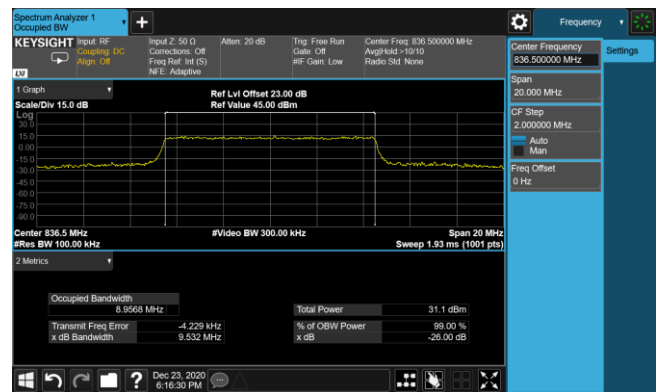 Spectrum Analyzer 1
Occupied BW
+
Frequency
KEYSIGHT
Input: RF
Coupling: DC
Align: Off
Input Z: 50 Ω
Corrections: Off
Freq Ref: Int (S)
NFE: Adaptive
Atten: 20 dB
Trig: Free Run
Gate: Off
#IF Gain: Low
Center Freq: 836.500000 MHz
Avg|Hold:>10/10
Radio Std: None
LXI
Center Frequency
836.500000 MHz
Settings
Span
20.000 MHz
CF Step
2.000000 MHz
Auto
Man
Freq Offset
0 Hz
1 Graph
Scale/Div 15.0 dB
Ref Lvl Offset 23.00 dB
Ref Value 45.00 dBm
Log
30.0
15.0
0.00
-15.0
-30.0
-45.0
-60.0
-75.0
-90.0
Center 836.5 MHz
#Video BW 300.00 kHz
Span 20 MHz
#Res BW 100.00 kHz
Sweep 1.93 ms (1001 pts)
2 Metrics
Occupied Bandwidth
8.9568 MHz
Total Power
31.1 dBm
Transmit Freq Error
-4.229 kHz
% of OBW Power
99.00 %
x dB Bandwidth
9.532 MHz
x dB
-26.00 dB
?
Dec 23, 2020
6:16:30 PM